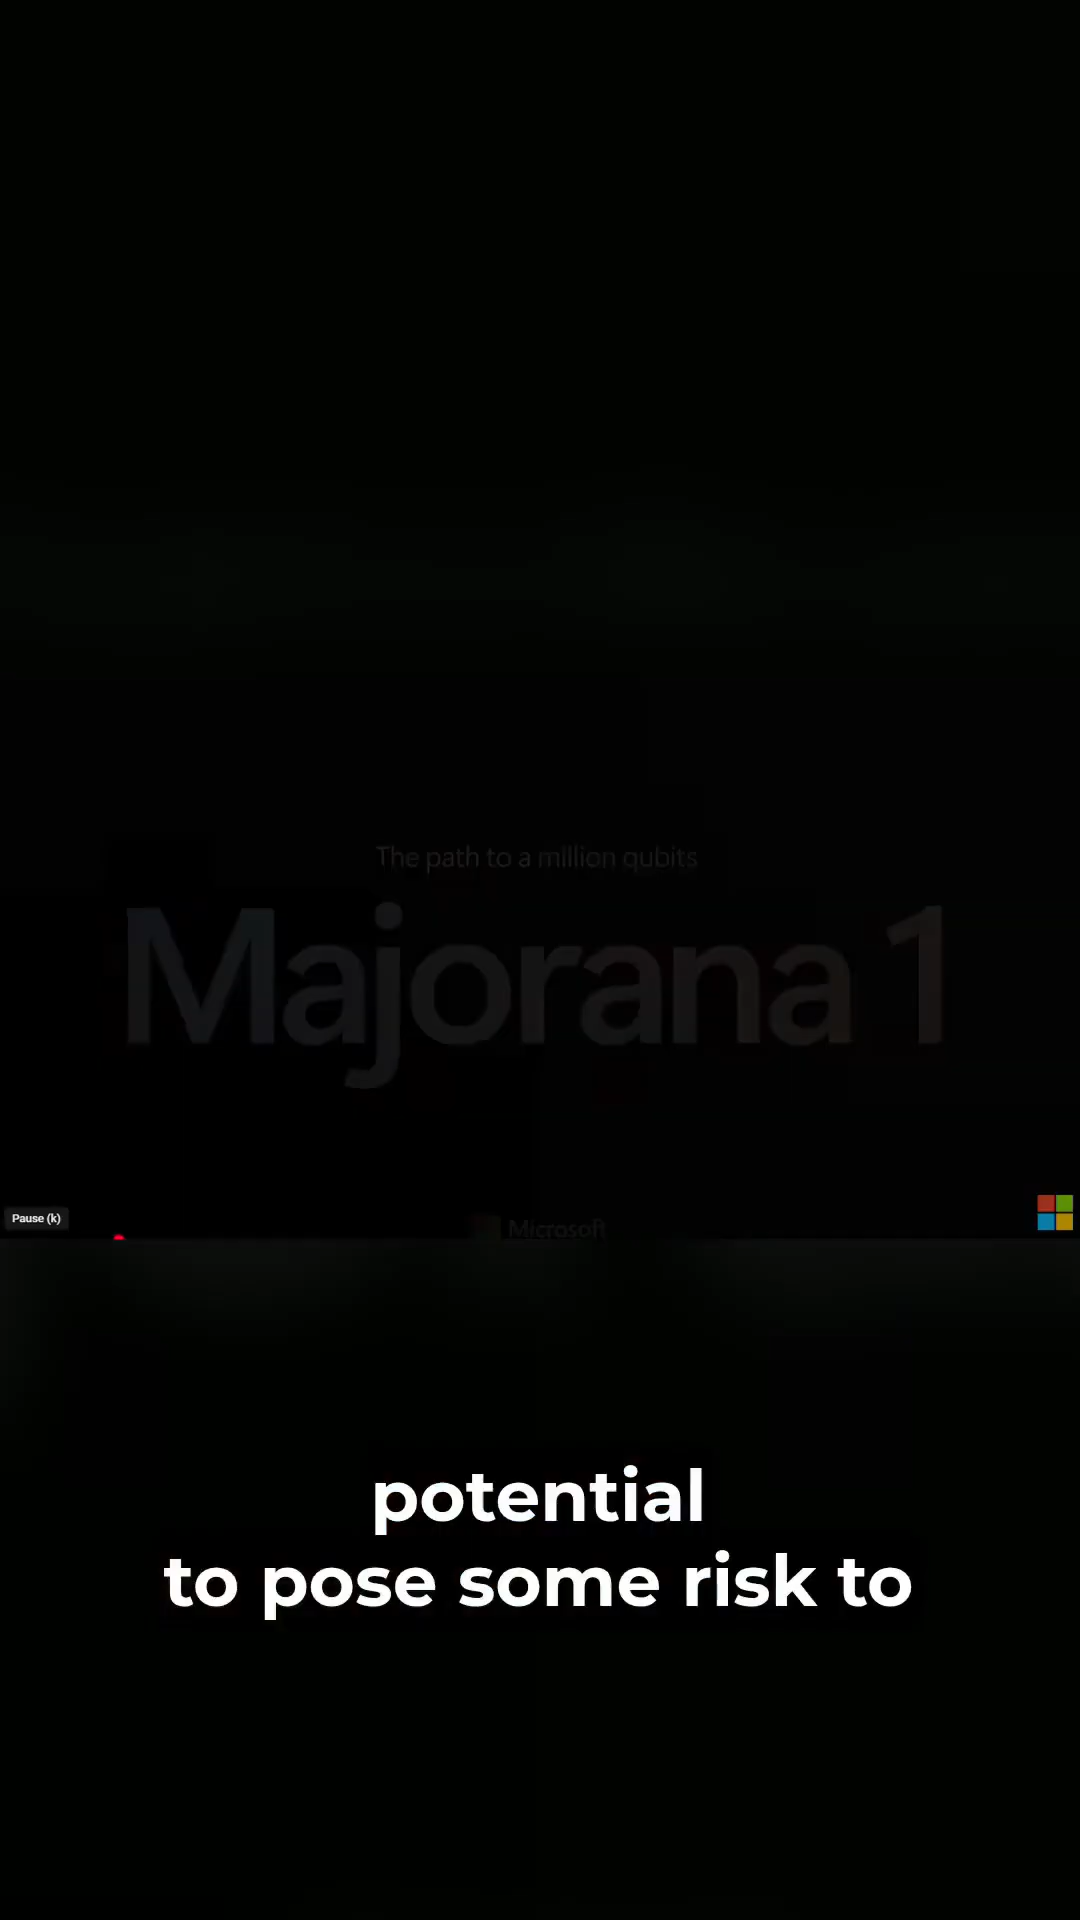 The path to a million qubits
Majorana 1
Pause (k)
Microsoft
potential
to pose some risk to